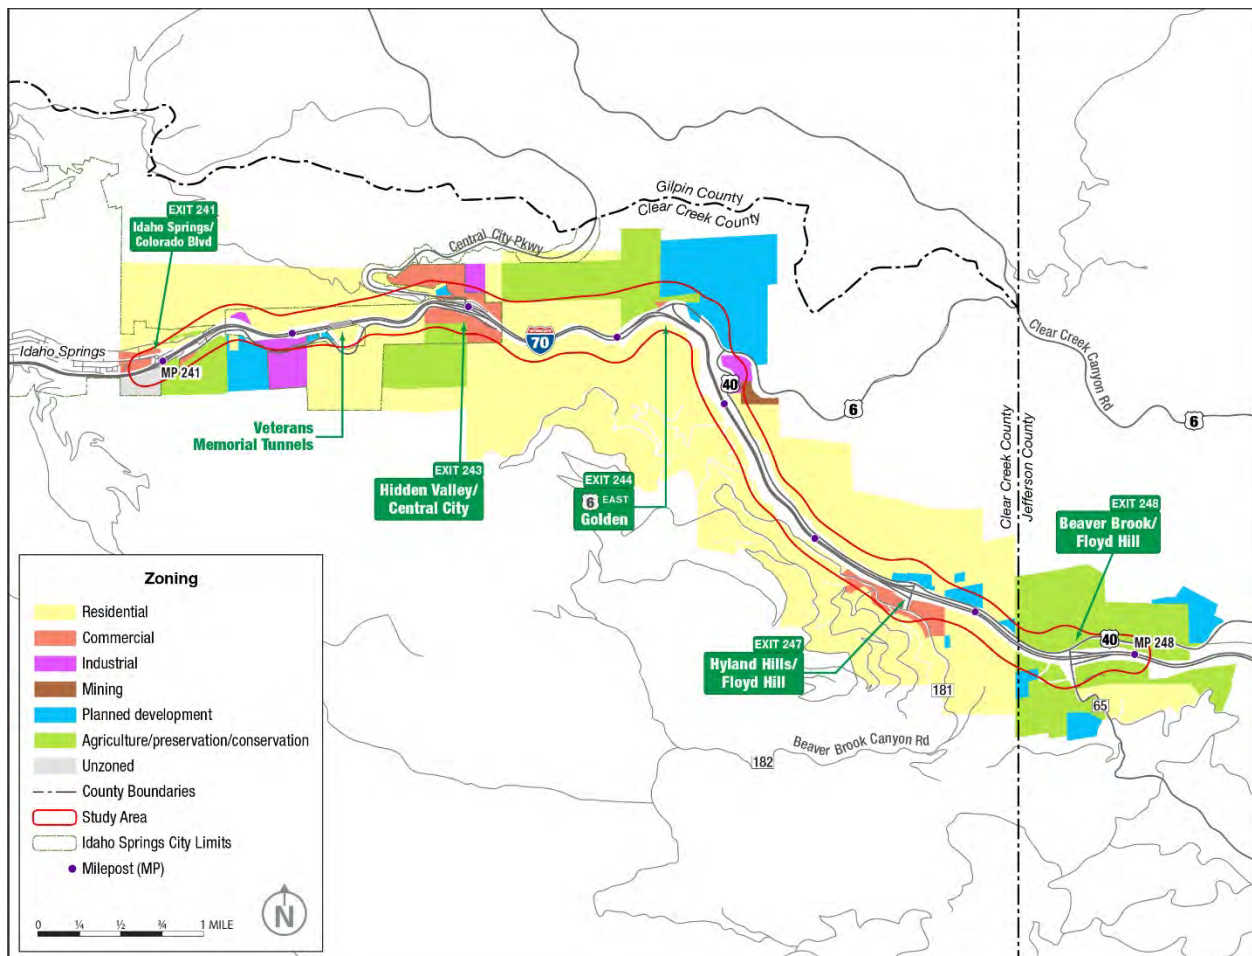 Gilpin County
Clear Creek County
EXIT 241
Idaho Springs/
Colorado Blvd
Central City Pkwy
Idaho Springs
MP 241
INTERSTATE
70
40
6
Clear Creek Canyon Rd
6
Veterans
Memorial Tunnels
EXIT 243
Hidden Valley/
Central City
EXIT 244
6 EAST
Golden
Clear Creek County
Jefferson County
EXIT 248
Beaver Brook/
Floyd Hill
40
MP 248
EXIT 247
Hyland Hills/
Floyd Hill
181
65
Beaver Brook Canyon Rd
182
Zoning
Residential
Commercial
Industrial
Mining
Planned development
Agriculture/preservation/conservation
Unzoned
County Boundaries
Study Area
Idaho Springs City Limits
Milepost (MP)
N
0 ¼ ½ ¾ 1 MILE